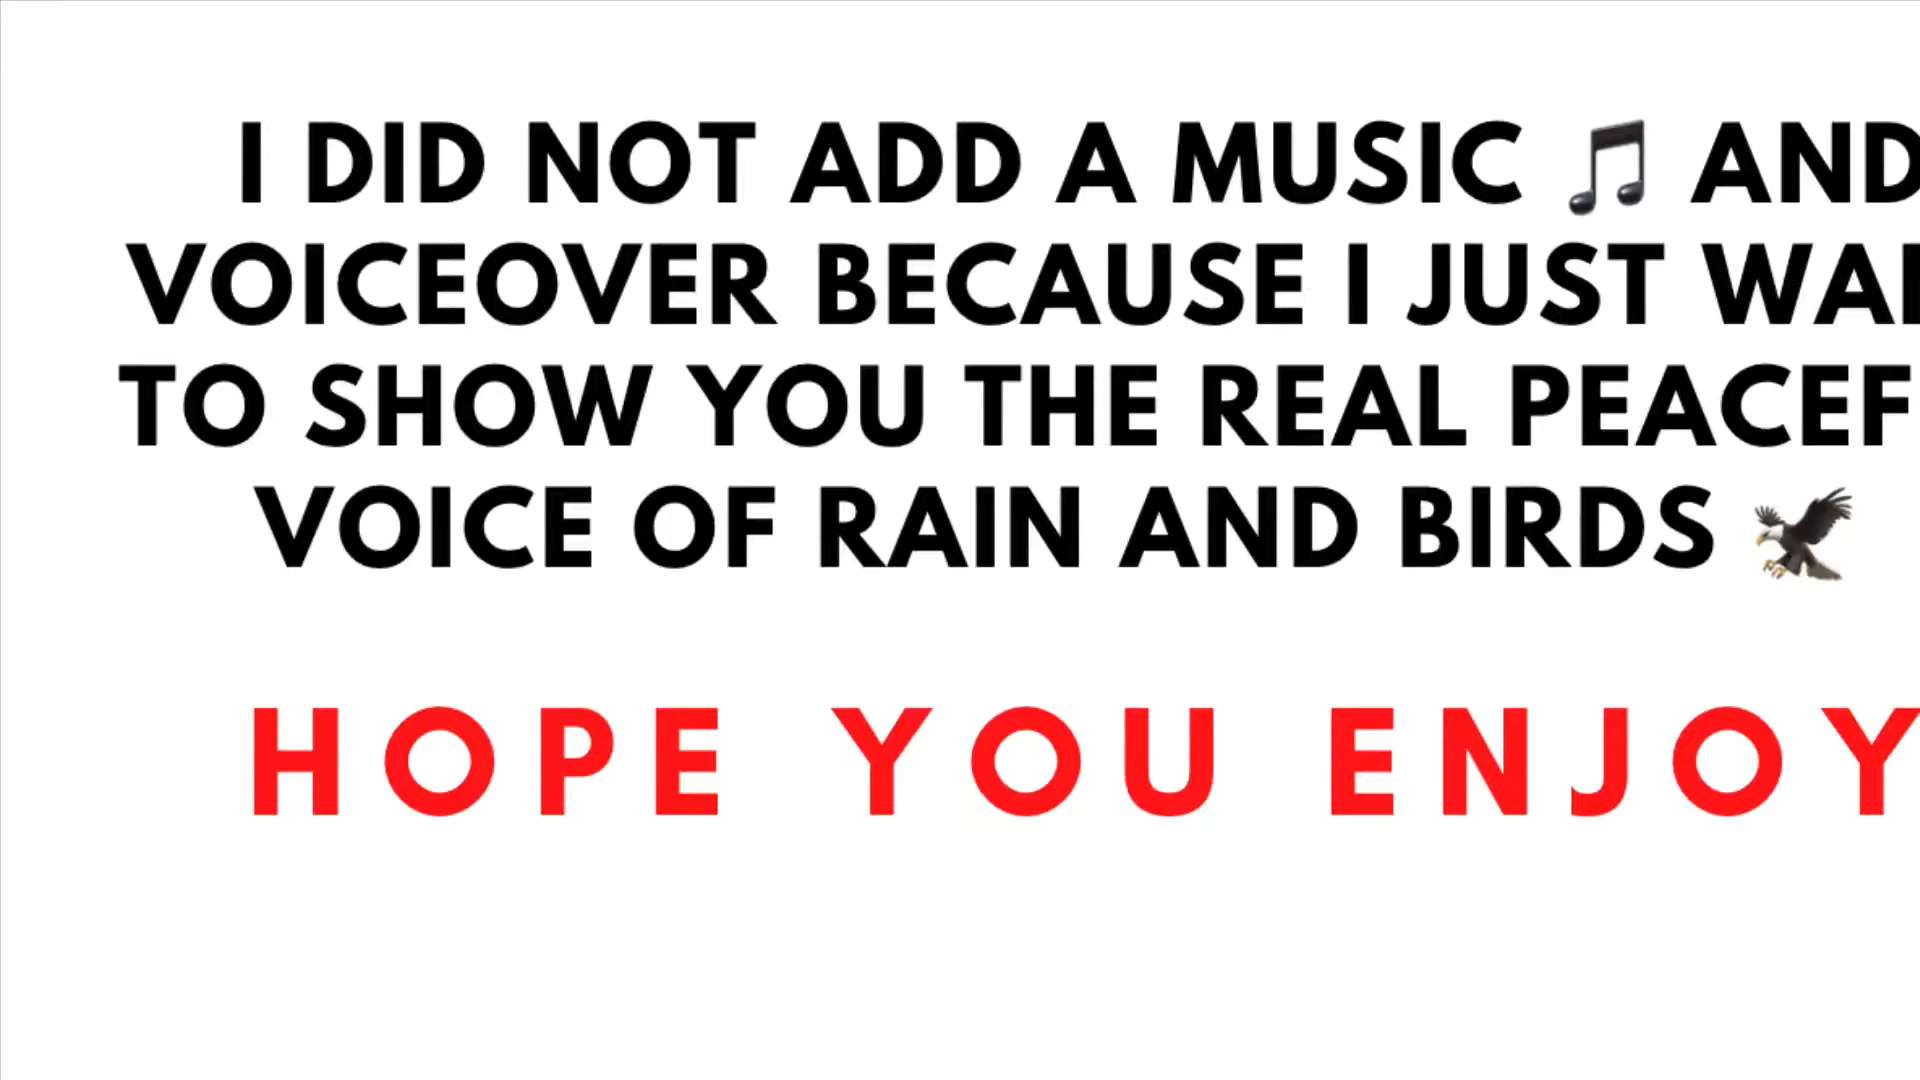 I DID NOT ADD A MUSIC 🎵 AND
VOICEOVER BECAUSE I JUST
TO SHOW YOU THE REAL
VOICE OF RAIN AND BIRDS 🦅
HOPE YOU ENJOY